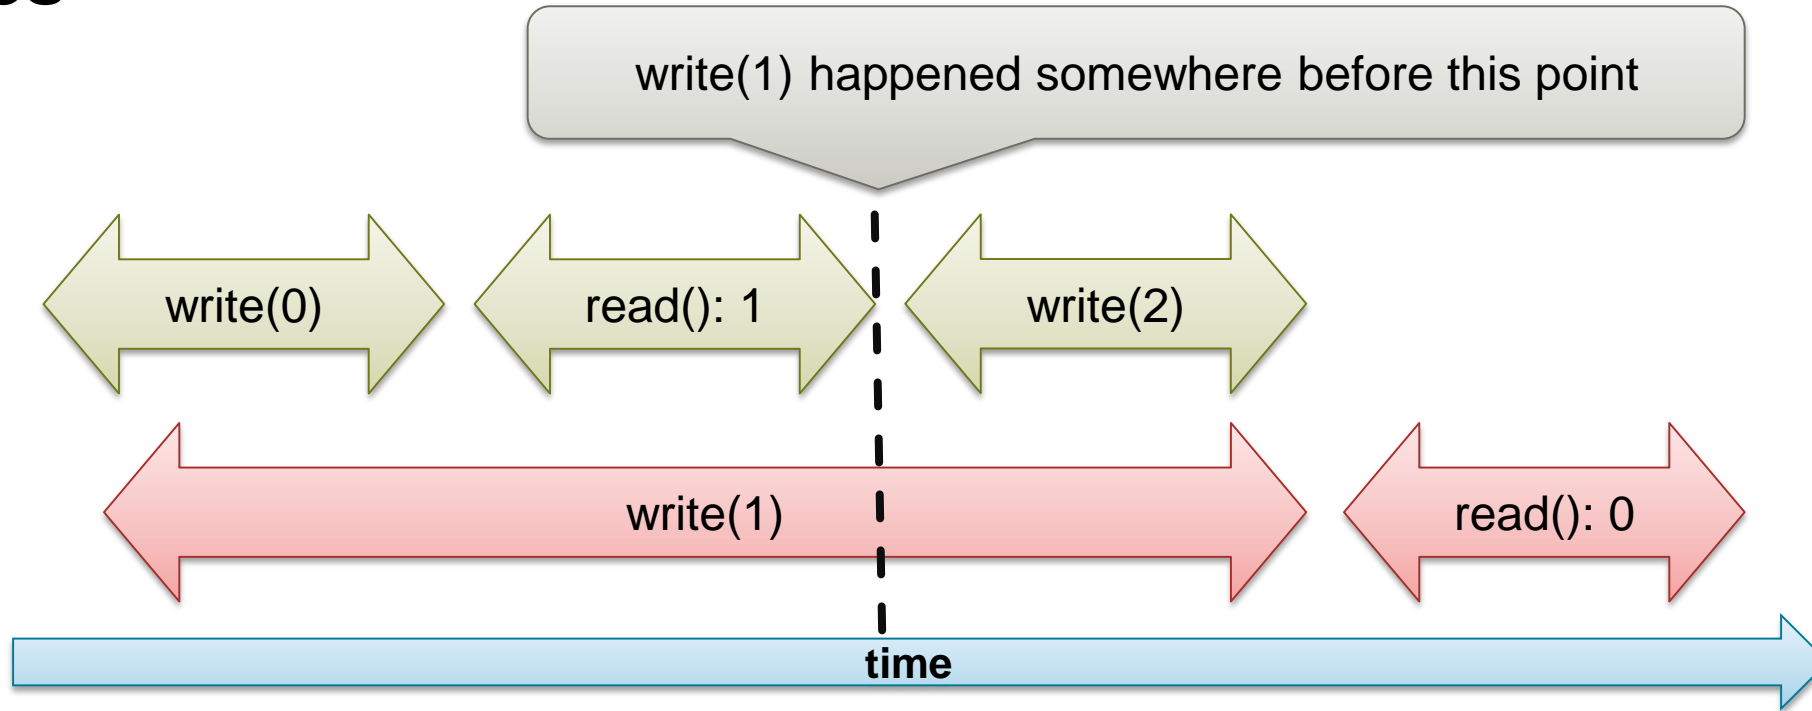 write(1) happened somewhere before this point
write(0)
read(): 1
write(2)
write(1)
read(): 0
time